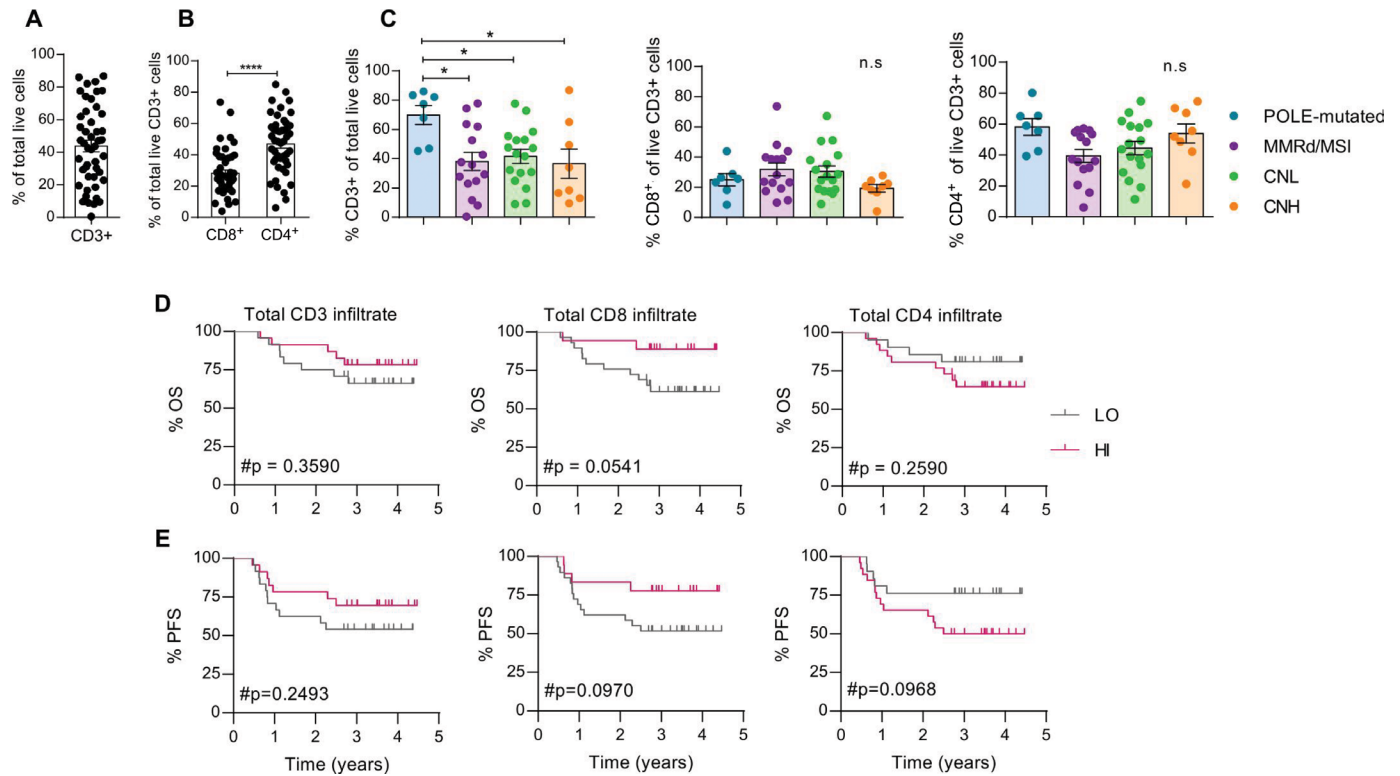 A
% of total live cells
100
80
60
40
20
0
CD3+
B
% of total live CD3+ cells
100
80
60
40
20
0
****
CD8+
CD4+
C
% CD3+ of total live cells
100
80
60
40
20
0
*
*
*
% CD8+ of live CD3+ cells
100
80
60
40
20
0
n.s
% CD4+ of live CD3+ cells
100
80
60
40
20
0
n.s
POLE-mutated
MMRd/MSI
CNL
CNH
D
Total CD3 infiltrate
% OS
100
75
50
25
0
#p = 0.3590
0 1 2 3 4 5
Total CD8 infiltrate
% OS
100
75
50
25
0
#p = 0.0541
0 1 2 3 4 5
Total CD4 infiltrate
% OS
100
75
50
25
0
#p = 0.2590
0 1 2 3 4 5
LO
HI
E
% PFS
100
75
50
75
0
#p=0.2493
0 1 2 3 4 5
Time (years)
% PFS
100
75
50
75
0
#p=0.0970
0 1 2 3 4 5
Time (years)
% PFS
100
75
50
75
0
#p=0.0968
0 1 2 3 4 5
Time (years)